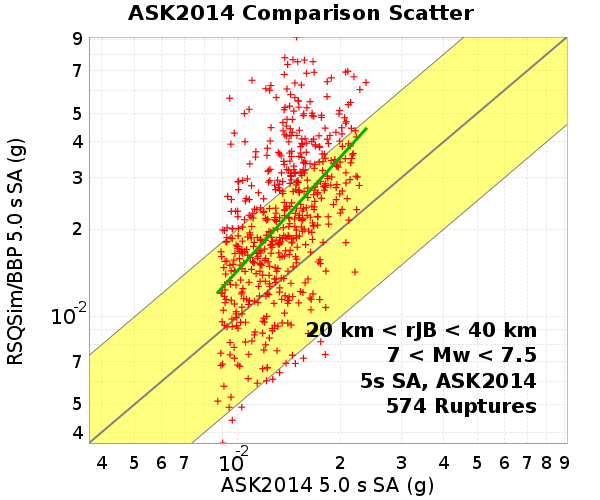 ASK2014 Comparison Scatter
9
7
5
4
3
2
10-2
7
5
4
RSQSim/BBP 5.0 s SA (g)
20 km < rJB < 40 km
7 < Mw < 7.5
5s SA, ASK2014
574 Ruptures
4 5 6 7 10-2 2 3 4 5 6 7 8 9
ASK2014 5.0 s SA (g)